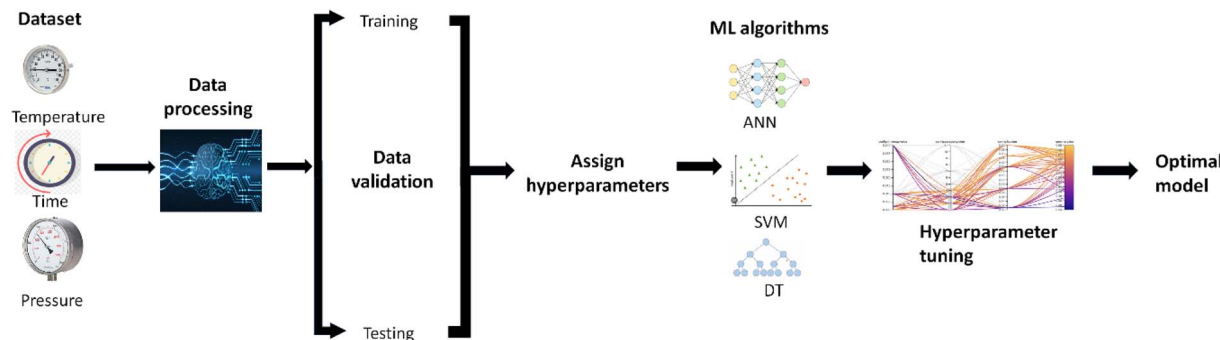 Dataset
Temperature
Time
Pressure
Data
processing
Training
Data
validation
Testing
Assign
hyperparameters
ML algorithms
ANN
SVM
DT
Hyperparameter
tuning
Optimal
model